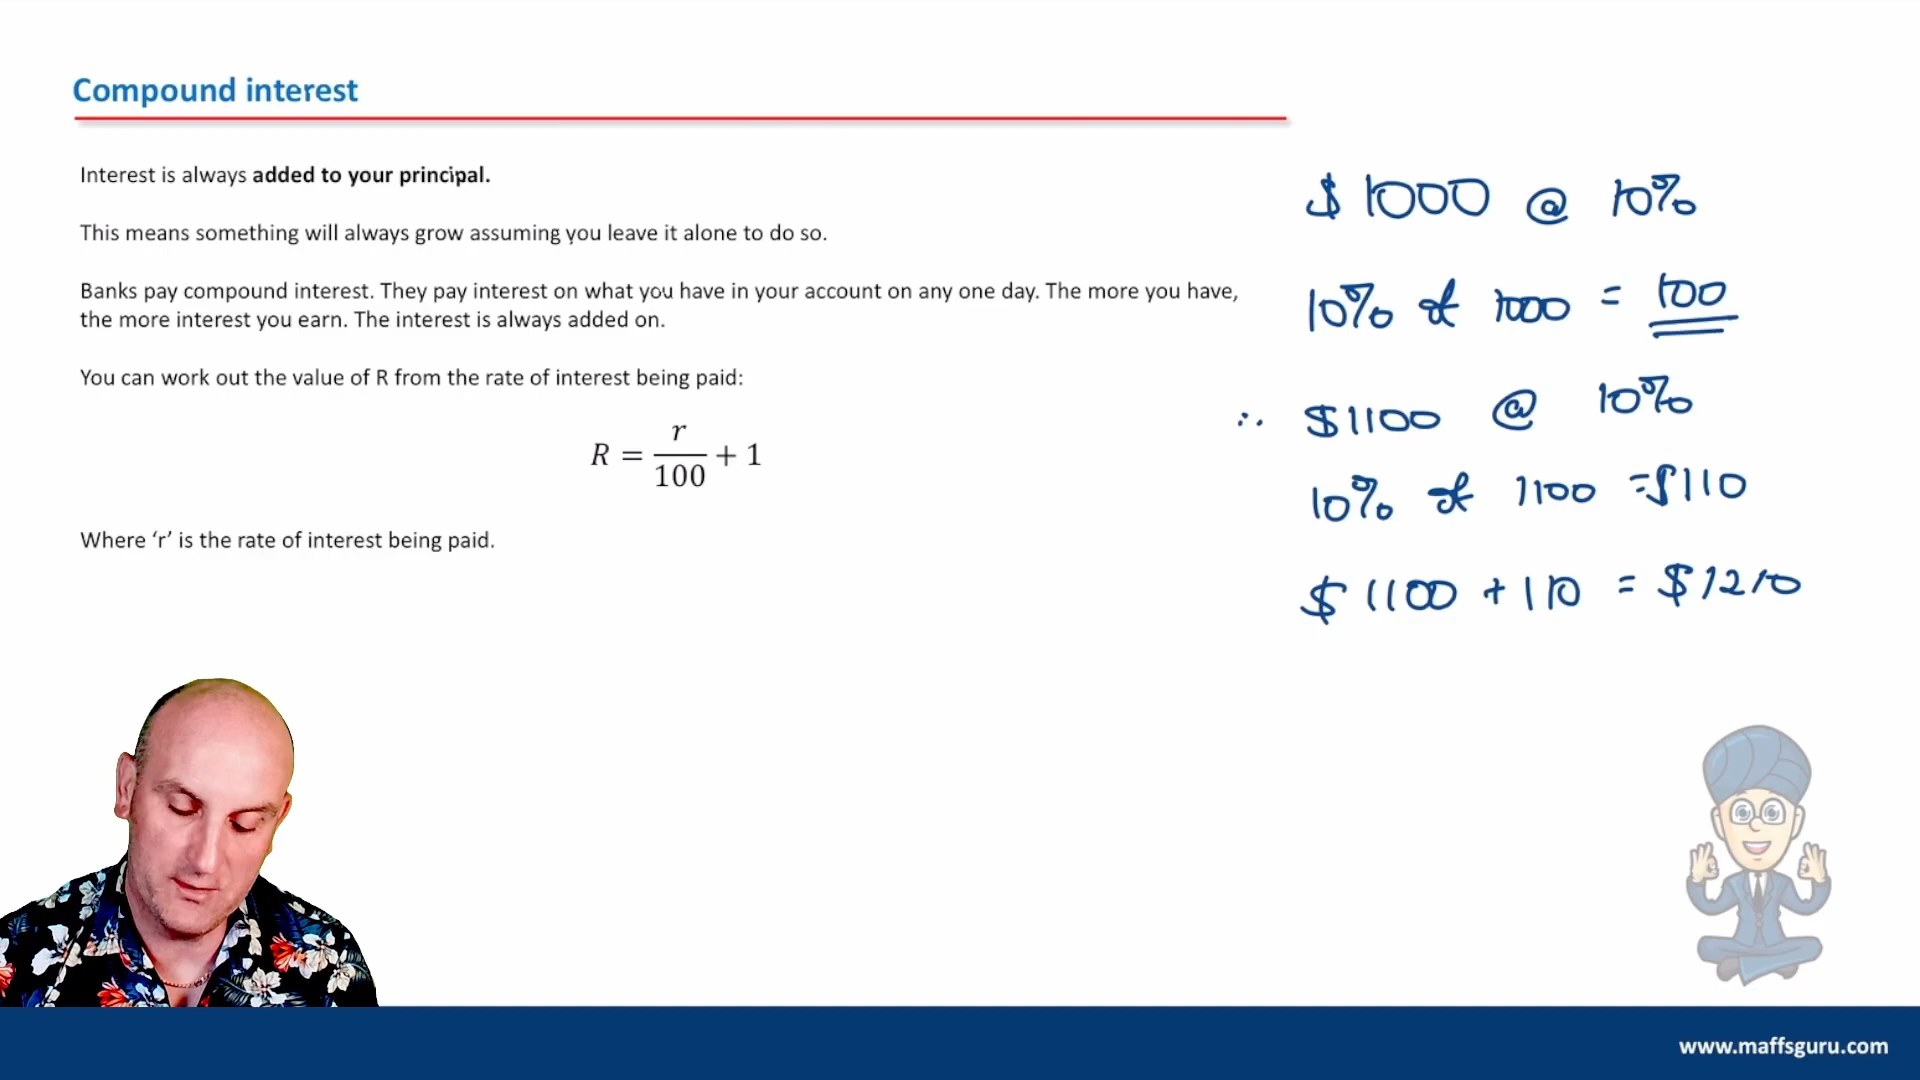 Compound interest
Interest is always added to your principal.
This means something will always grow assuming you leave it alone to do so.
Banks pay compound interest. They pay interest on what you have in your account on any one day. The more you have,
the more interest you earn. The interest is always added on.
You can work out the value of R from the rate of interest being paid:
R = r/100 + 1
Where ‘r’ is the rate of interest being paid.
$1000 @ 10%
10% of 1000 = 100
∴ $1100 @ 10%
10% of 1100 = $110
$1100 + 110 = $1210
www.maffsguru.com